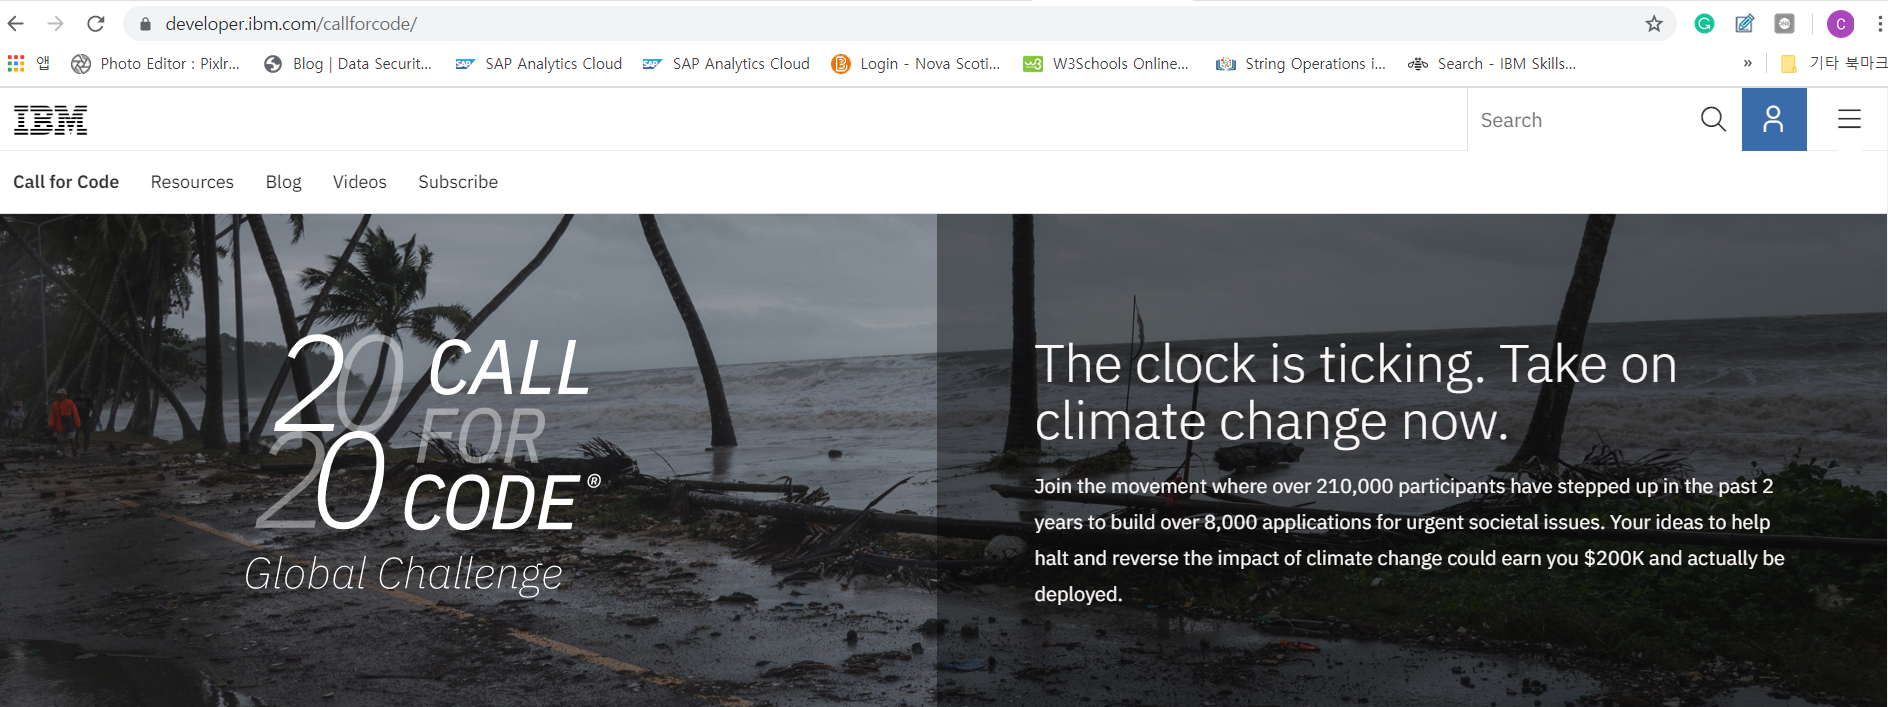 developer.ibm.com/callforcode/
C
앱 Photo Editor : Pixlr... Blog | Data Securit... SAP SAP Analytics Cloud SAP SAP Analytics Cloud Login - Nova Scoti... W3Schools Online... String Operations i... Search - IBM Skills... » 기타 북마크
IBM
Search
Call for Code Resources Blog Videos Subscribe
2020 CALL
FOR
CODE®
Global Challenge
The clock is ticking. Take on
climate change now.
Join the movement where over 210,000 participants have stepped up in the past 2
years to build over 8,000 applications for urgent societal issues. Your ideas to help
halt and reverse the impact of climate change could earn you $200K and actually be
deployed.